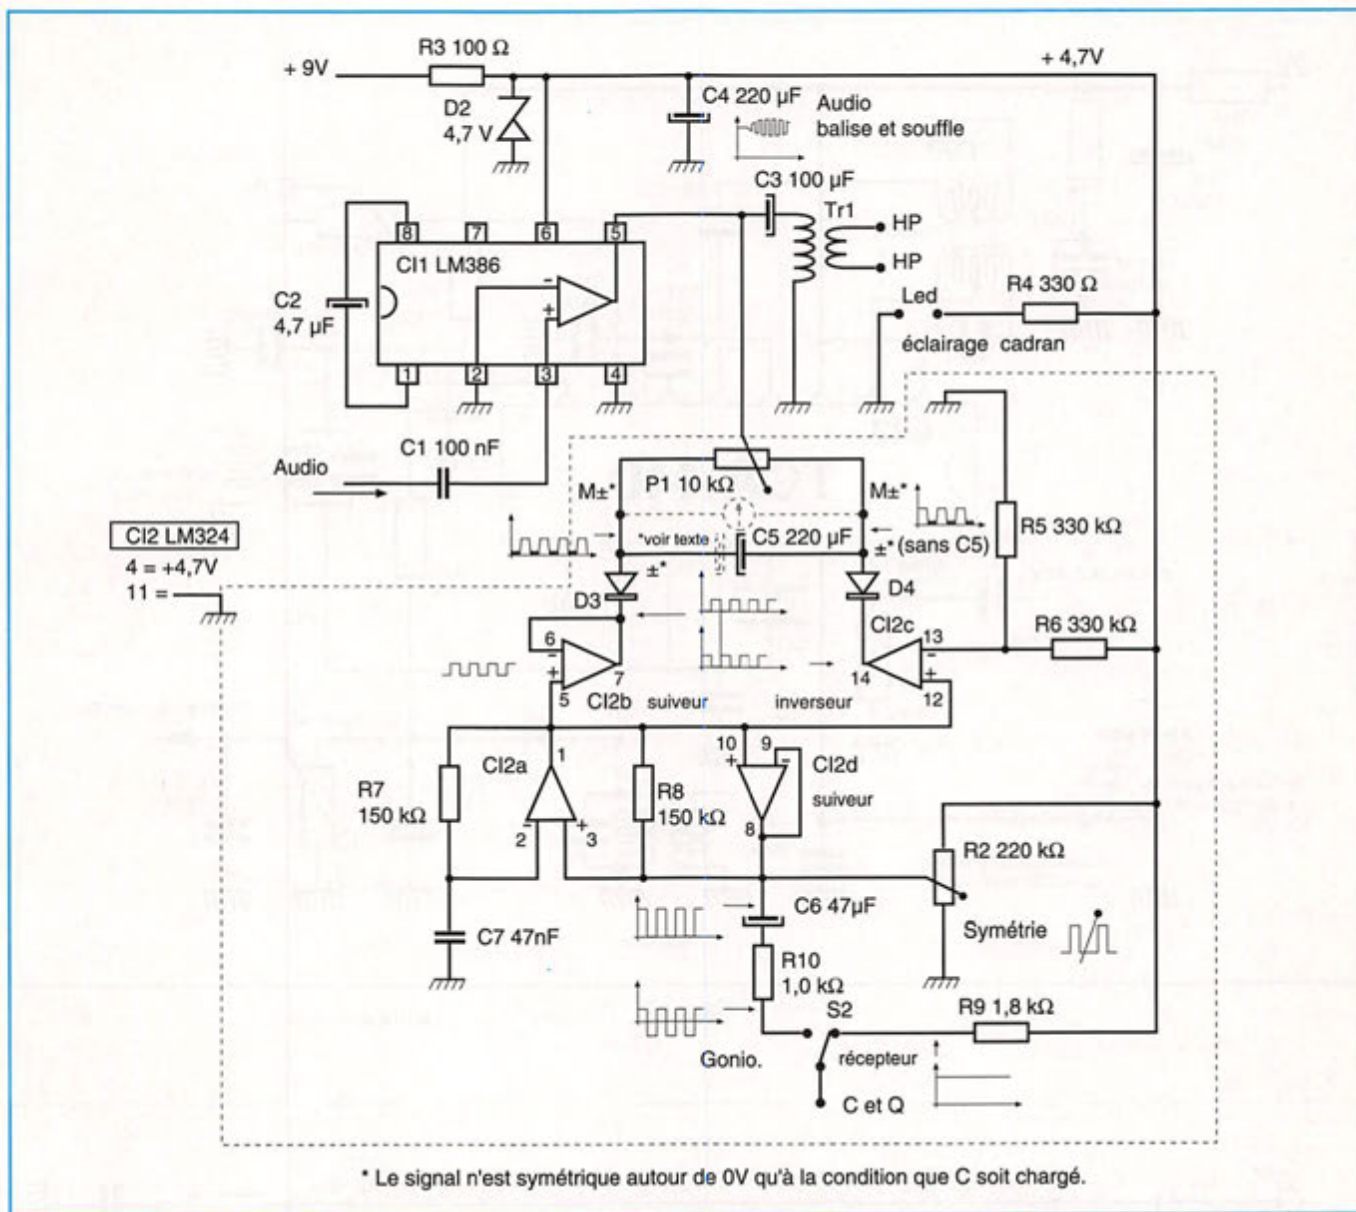 R3 100 Ω
+ 9V
+ 4,7V
D2
4,7 V
C4 220 µF
Audio
balise et souffle
C3 100 µF
Tr1
HP
HP
8
7
6
5
CI1 LM386
-
+
C2
4,7 µF
1
2
3
4
Led
R4 330 Ω
éclairage cadran
C1 100 nF
Audio
P1 10 kΩ
M±*
M±*
R5 330 kΩ
*voir texte
C5 220 µF
±*
(sans C5)
±*
CI2 LM324
4 = +4,7V
11 =
D3
D4
CI2c
R6 330 kΩ
6
-
+
5
7
13
-
+
12
14
CI2b suiveur
inverseur
CI2a
1
10
9
+
-
CI2d
suiveur
8
R7
150 kΩ
R8
150 kΩ
-
2
+
3
R2 220 kΩ
C6 47µF
Symétrie
C7 47nF
R10
1,0 kΩ
S2
R9 1,8 kΩ
Gonio.
récepteur
C et Q
* Le signal n'est symétrique autour de 0V qu'à la condition que C soit chargé.